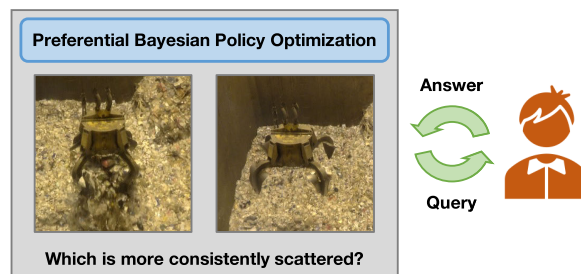 Preferential Bayesian Policy Optimization
Answer
Query
Which is more consistently scattered?